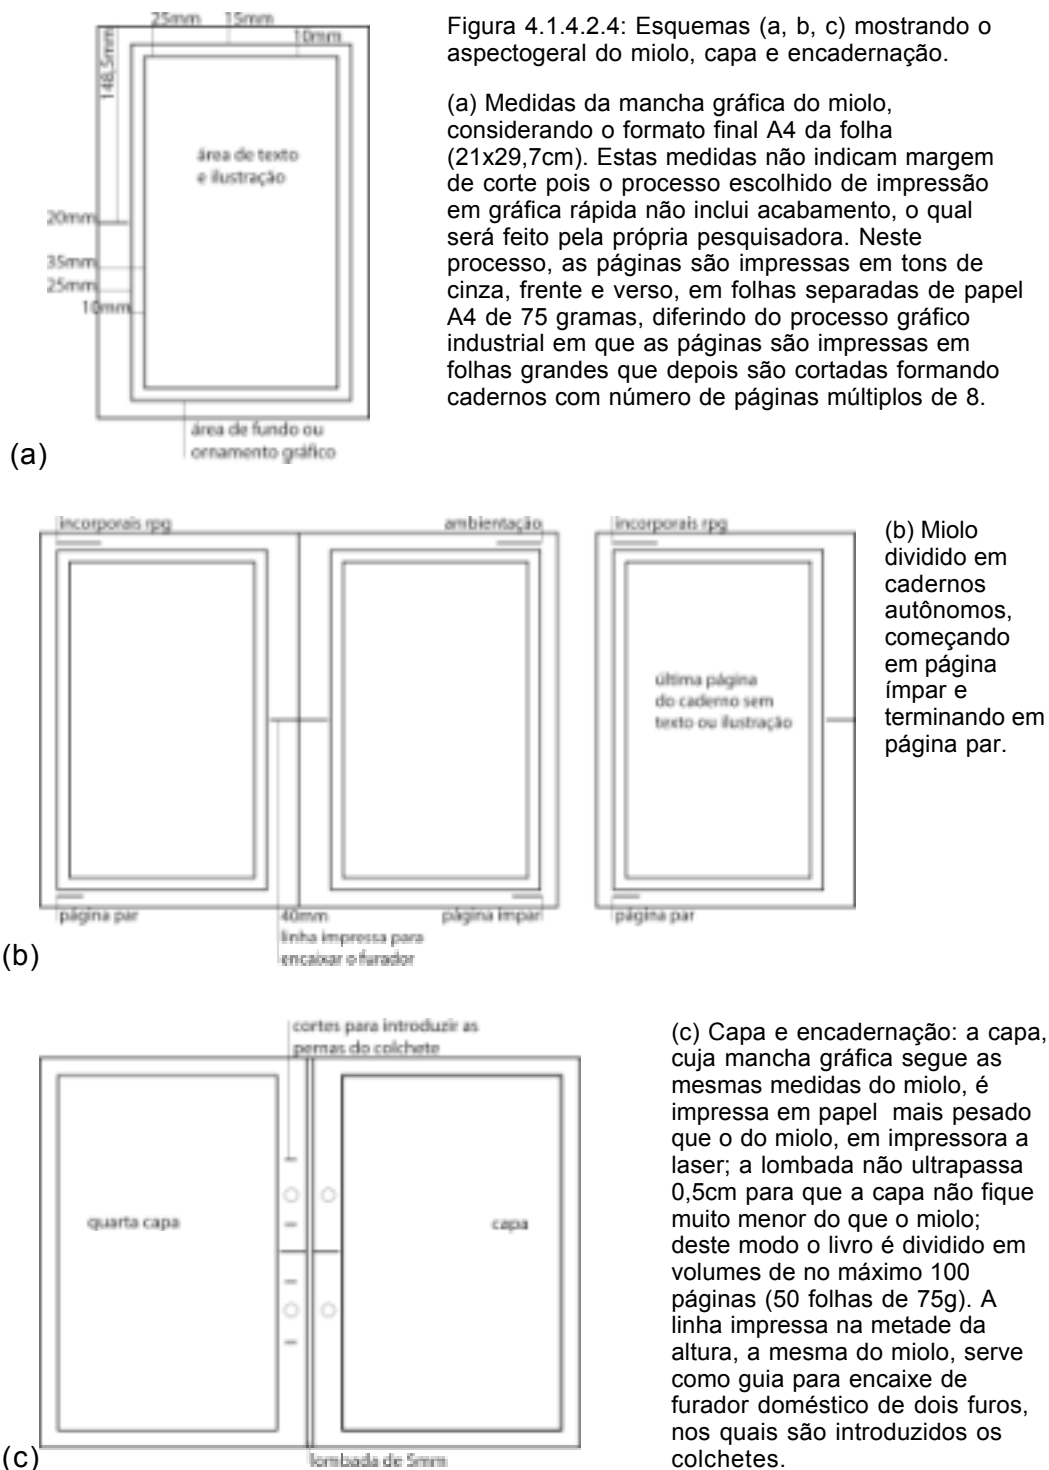 25mm
15mm
10mm
148,5mm
área de texto
e ilustração
20mm
35mm
25mm
10mm
área de fundo ou
ornamento gráfico
(a)
Figura 4.1.4.2.4: Esquemas (a, b, c) mostrando o
aspectogeral do miolo, capa e encadernação.
(a) Medidas da mancha gráfica do miolo,
considerando o formato final A4 da folha
(21x29,7cm). Estas medidas não indicam margem
de corte pois o processo escolhido de impressão
em gráfica rápida não inclui acabamento, o qual
será feito pela própria pesquisadora. Neste
processo, as páginas são impressas em tons de
cinza, frente e verso, em folhas separadas de papel
A4 de 75 gramas, diferindo do processo gráfico
industrial em que as páginas são impressas em
folhas grandes que depois são cortadas formando
cadernos com número de páginas múltiplos de 8.
incorporais rpg
ambientação
incorporais rpg
última página
do caderno sem
texto ou ilustração
página par
40mm
linha impressa para
encaixar o furador
página ímpar
página par
(b)
(b) Miolo
dividido em
cadernos
autônomos,
começando
em página
ímpar e
terminando em
página par.
cortes para introduzir as
pernas do colchete
quarta capa
capa
lombada de 5mm
(c)
(c) Capa e encadernação: a capa,
cuja mancha gráfica segue as
mesmas medidas do miolo, é
impressa em papel mais pesado
que o do miolo, em impressora a
laser; a lombada não ultrapassa
0,5cm para que a capa não fique
muito menor do que o miolo;
deste modo o livro é dividido em
volumes de no máximo 100
páginas (50 folhas de 75g). A
linha impressa na metade da
altura, a mesma do miolo, serve
como guia para encaixe de
furador doméstico de dois furos,
nos quais são introduzidos os
colchetes.